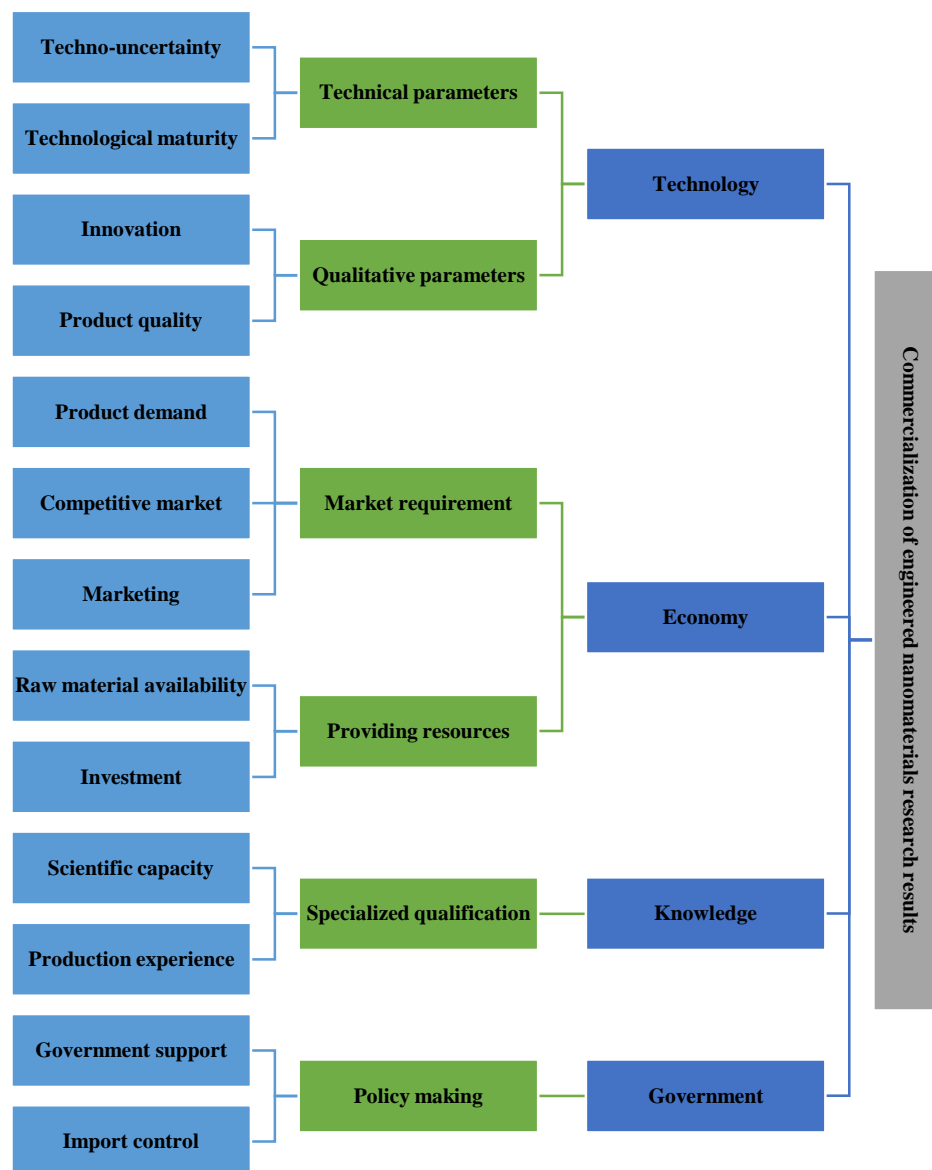 Techno-uncertainty
Technical parameters
Technological maturity
Technology
Innovation
Qualitative parameters
Product quality
Product demand
Competitive market
Market requirement
Marketing
Economy
Raw material availability
Providing resources
Investment
Scientific capacity
Specialized qualification
Knowledge
Production experience
Government support
Policy making
Government
Import control
Commercialization of engineered nanomaterials research results